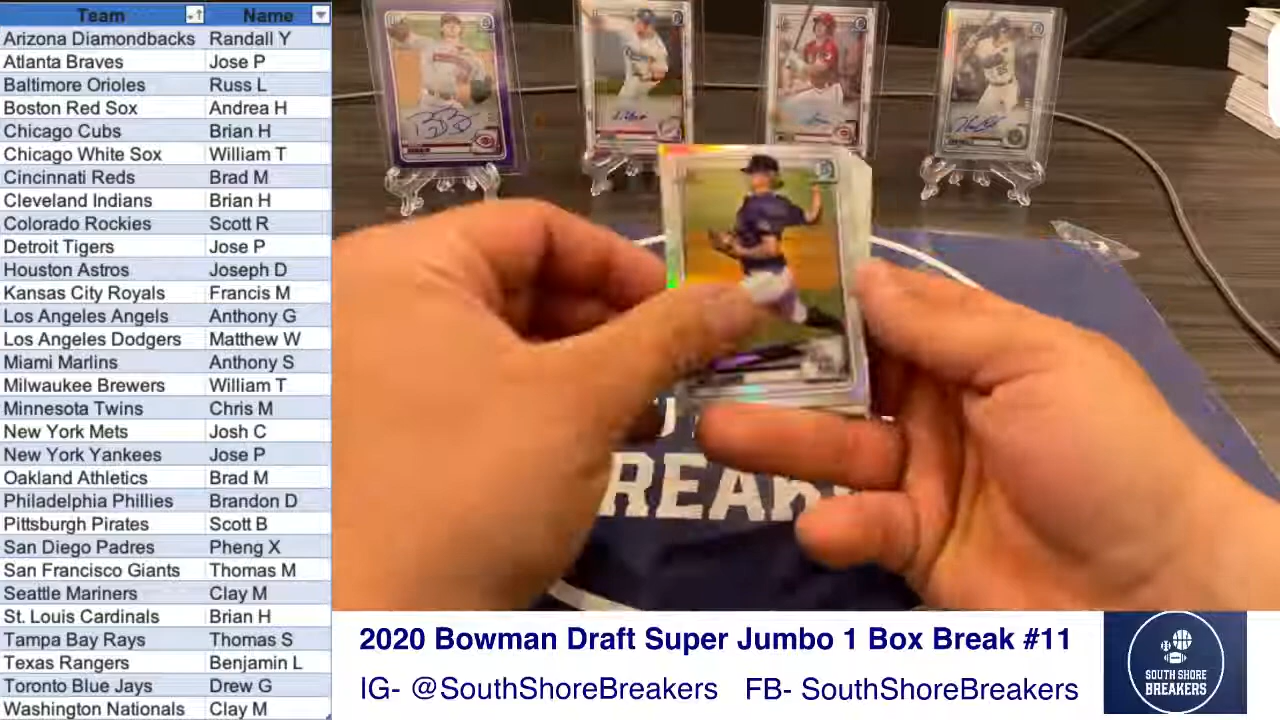 Team Name
Arizona Diamondbacks Randall Y
Atlanta Braves Jose P
Baltimore Orioles Russ L
Boston Red Sox Andrea H
Chicago Cubs Brian H
Chicago White Sox William T
Cincinnati Reds Brad M
Cleveland Indians Brian H
Colorado Rockies Scott R
Detroit Tigers Jose P
Houston Astros Joseph D
Kansas City Royals Francis M
Los Angeles Angels Anthony G
Los Angeles Dodgers Matthew W
Miami Marlins Anthony S
Milwaukee Brewers William T
Minnesota Twins Chris M
New York Mets Josh C
New York Yankees Jose P
Oakland Athletics Brad M
Philadelphia Phillies Brandon D
Pittsburgh Pirates Scott B
San Diego Padres Pheng X
San Francisco Giants Thomas M
Seattle Mariners Clay M
St. Louis Cardinals Brian H
Tampa Bay Rays Thomas S
Texas Rangers Benjamin L
Toronto Blue Jays Drew G
Washington Nationals Clay M
REAK
2020 Bowman Draft Super Jumbo 1 Box Break #11
IG- @SouthShoreBreakers FB- SouthShoreBreakers
SOUTH SHORE
BREAKERS